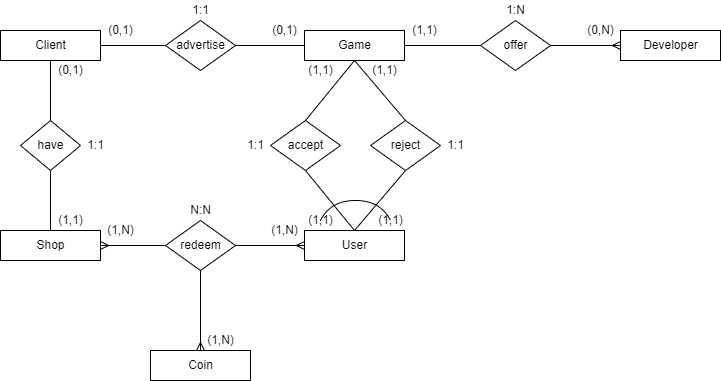 1:1
1:N
(0,1)
(0,1)
(1,1)
(0,N)
Client
advertise
Game
offer
Developer
(0,1)
(1,1)
(1,1)
have
1:1
1:1
accept
reject
1:1
N:N
(1,1)
(1,N)
(1,N)
(1,1)
(1,1)
Shop
redeem
User
(1,N)
Coin